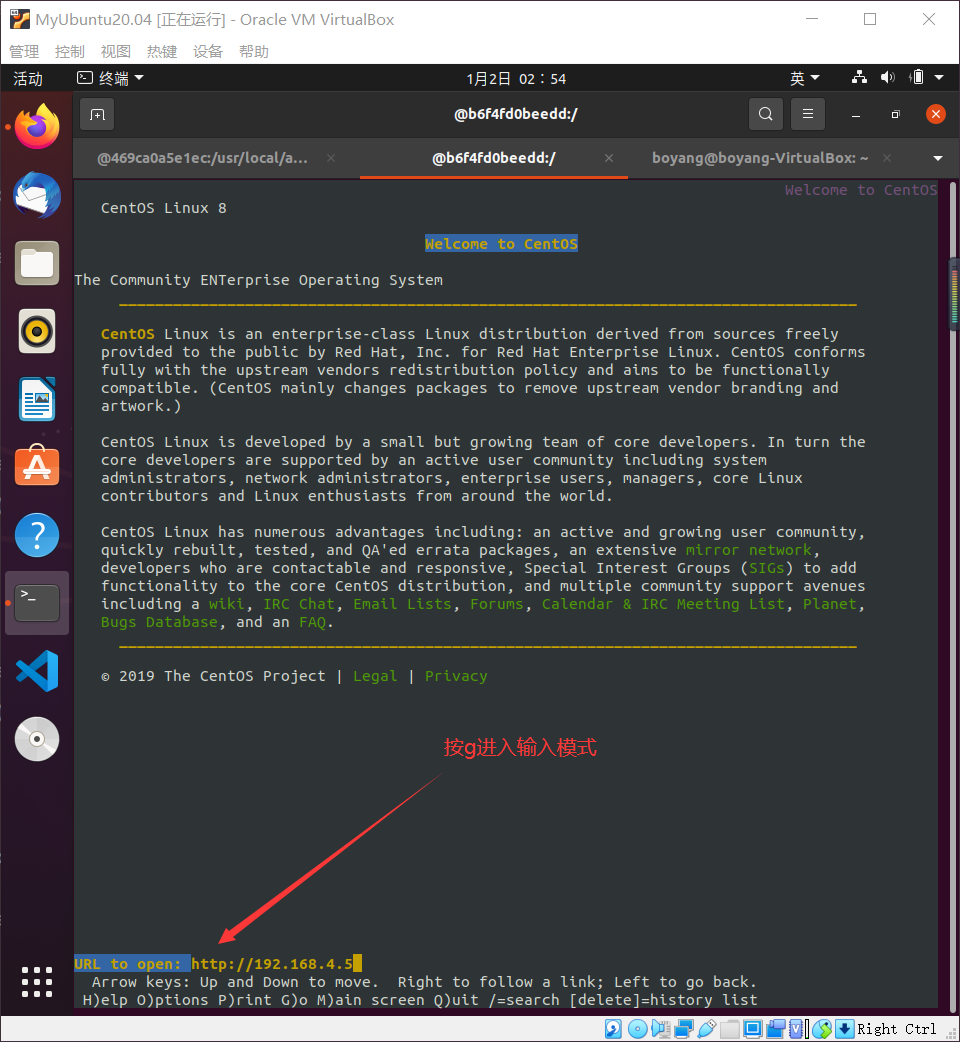 MyUbuntu20.04 [正在运行] - Oracle VM VirtualBox
管理 控制 视图 热键 设备 帮助
活动 终端 1月2日 02：54 英
@b6f4fd0beedd:/
@469ca0a5e1ec:/usr/local/a... × @b6f4fd0beedd:/ × boyang@boyang-VirtualBox: ~ ×
Welcome to CentOS
CentOS Linux 8
Welcome to CentOS
The Community ENTerprise Operating System
CentOS Linux is an enterprise-class Linux distribution derived from sources freely
provided to the public by Red Hat, Inc. for Red Hat Enterprise Linux. CentOS conforms
fully with the upstream vendors redistribution policy and aims to be functionally
compatible. (CentOS mainly changes packages to remove upstream vendor branding and
artwork.)
CentOS Linux is developed by a small but growing team of core developers. In turn the
core developers are supported by an active user community including system
administrators, network administrators, enterprise users, managers, core Linux
contributors and Linux enthusiasts from around the world.
CentOS Linux has numerous advantages including: an active and growing user community,
quickly rebuilt, tested, and QA'ed errata packages, an extensive mirror network,
developers who are contactable and responsive, Special Interest Groups (SIGs) to add
functionality to the core CentOS distribution, and multiple community support avenues
including a wiki, IRC Chat, Email Lists, Forums, Calendar & IRC Meeting List, Planet,
Bugs Database, and an FAQ.
© 2019 The CentOS Project | Legal | Privacy
按g进入输入模式
URL to open: http://192.168.4.5
Arrow keys: Up and Down to move. Right to follow a link; Left to go back.
H)elp O)ptions P)rint G)o M)ain screen Q)uit /=search [delete]=history list
Right Ctrl